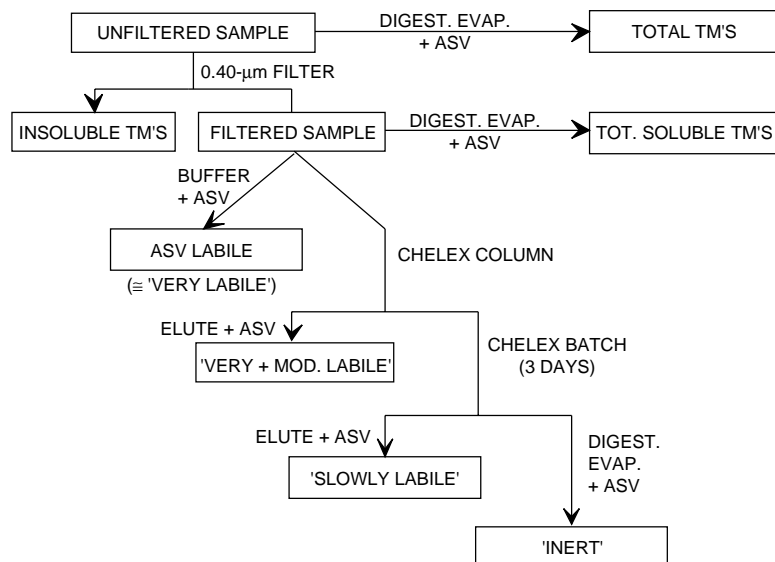 UNFILTERED SAMPLE
DIGEST. EVAP.
+ ASV
TOTAL TM'S
0.40-μm FILTER
INSOLUBLE TM'S
FILTERED SAMPLE
DIGEST. EVAP.
+ ASV
TOT. SOLUBLE TM'S
BUFFER
+ ASV
ASV LABILE
(≅ 'VERY LABILE')
CHELEX COLUMN
ELUTE + ASV
'VERY + MOD. LABILE'
CHELEX BATCH
(3 DAYS)
ELUTE + ASV
'SLOWLY LABILE'
DIGEST.
EVAP.
+ ASV
'INERT'